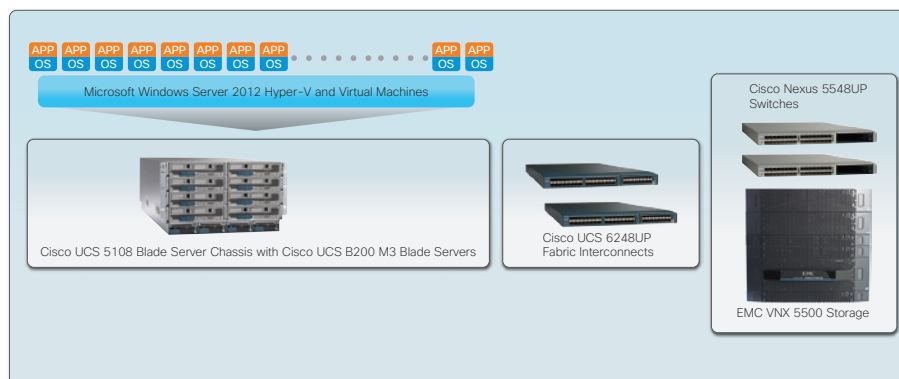 APP APP APP APP APP APP APP APP APP APP
OS OS OS OS OS OS OS OS OS OS
Microsoft Windows Server 2012 Hyper-V and Virtual Machines
Cisco UCS 5108 Blade Server Chassis with Cisco UCS B200 M3 Blade Servers
Cisco UCS 6248UP
Fabric Interconnects
Cisco Nexus 5548UP
Switches
EMC
EMC VNX 5500 Storage